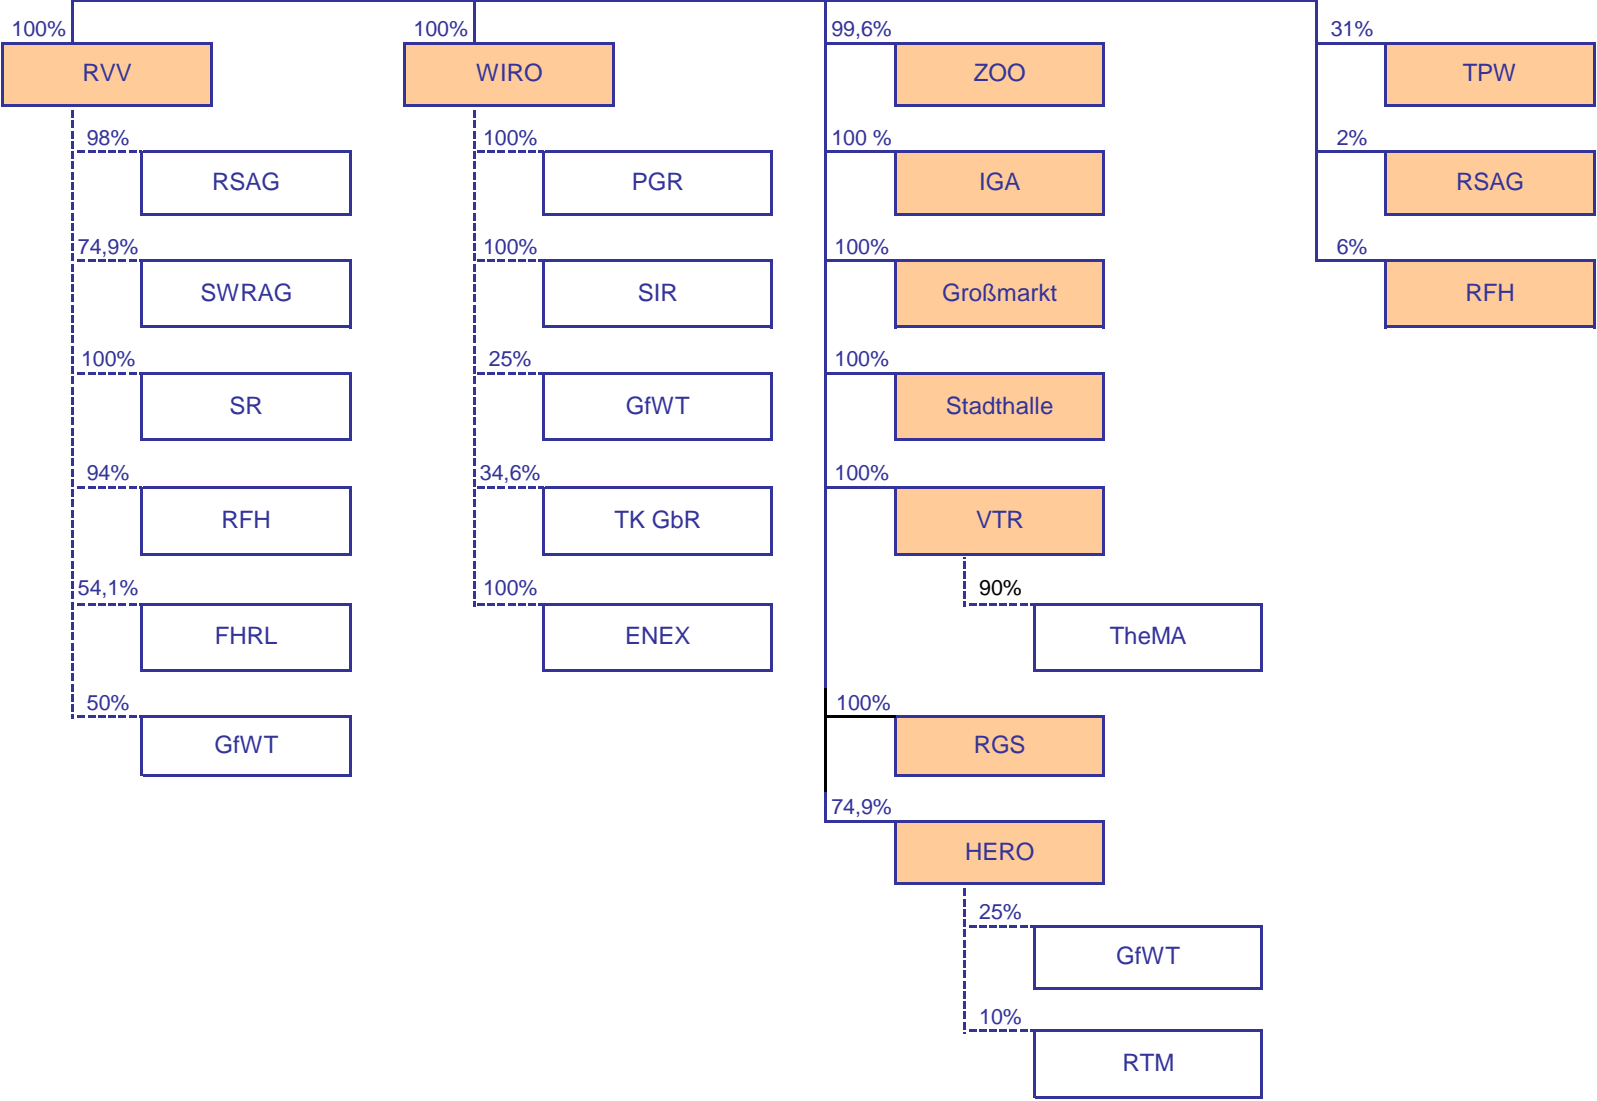 100%
RVV
98%
RSAG
74,9%
SWRAG
100%
SR
94%
RFH
54,1%
FHRL
50%
GfWT
100%
WIRO
100%
PGR
100%
SIR
25%
GfWT
34,6%
TK GbR
100%
ENEX
99,6%
ZOO
100 %
IGA
100%
Großmarkt
100%
Stadthalle
100%
VTR
90%
TheMA
100%
RGS
74,9%
HERO
25%
GfWT
10%
RTM
31%
TPW
2%
RSAG
6%
RFH